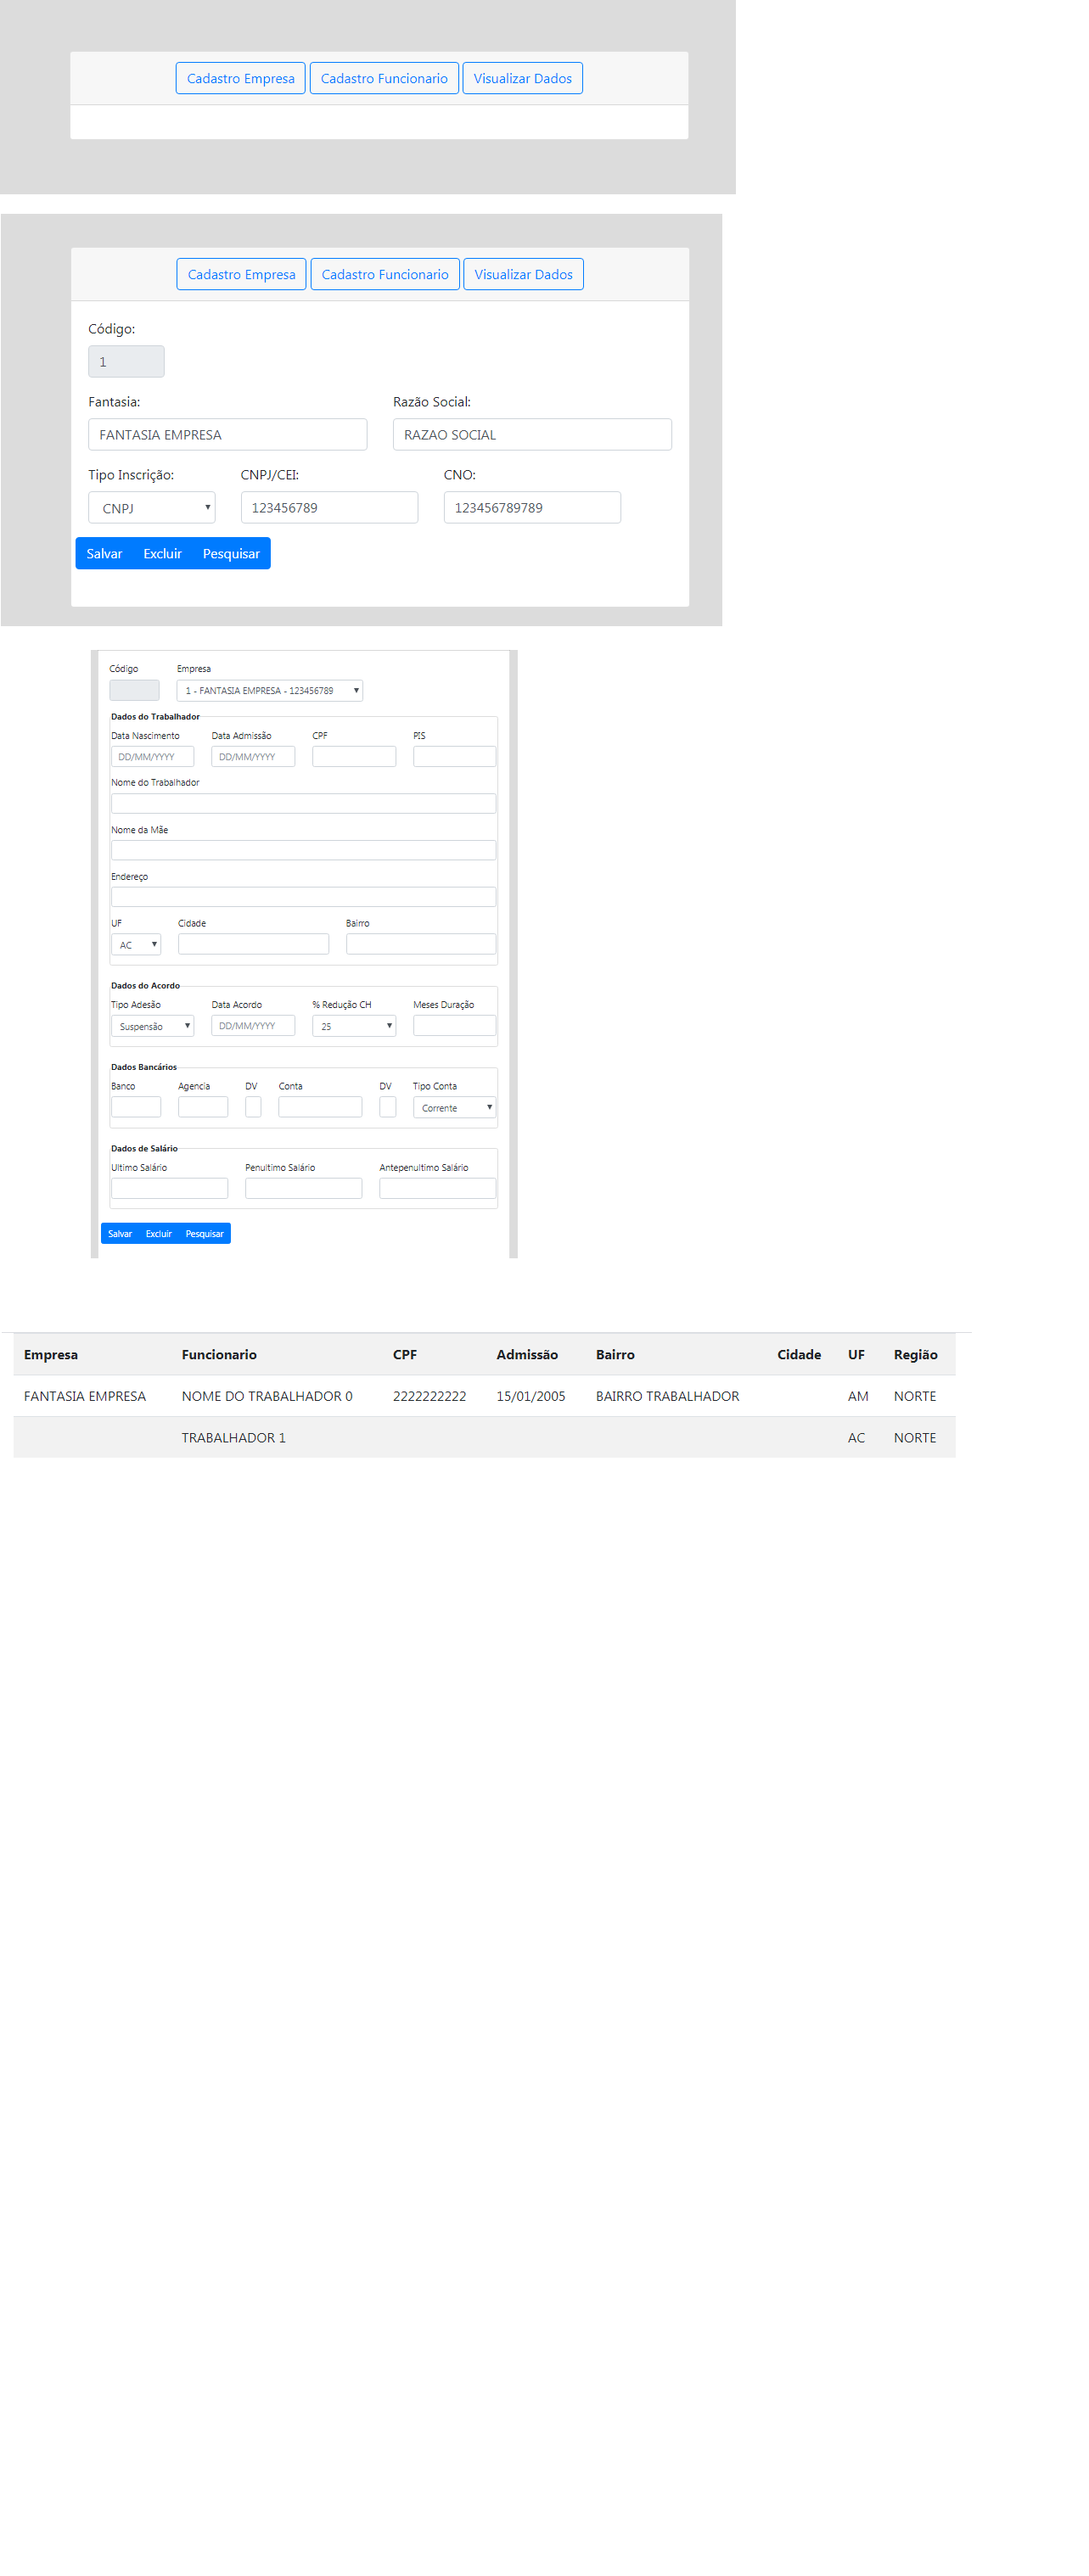 Cadastro Empresa Cadastro Funcionario Visualizar Dados
Cadastro Empresa Cadastro Funcionario Visualizar Dados
Código:
1
Fantasia: Razão Social:
FANTASIA EMPRESA RAZAO SOCIAL
Tipo Inscrição: CNPJ/CEI: CNO:
CNPJ 123456789 123456789789
Salvar Excluir Pesquisar
Código Empresa
1 - FANTASIA EMPRESA - 123456789
Dados do Trabalhador
Data Nascimento Data Admissão CPF PIS
DD/MM/YYYY DD/MM/YYYY
Nome do Trabalhador
Nome da Mãe
Endereço
UF Cidade Bairro
AC
Dados do Acordo
Tipo Adesão Data Acordo % Redução CH Meses Duração
Suspensão DD/MM/YYYY 25
Dados Bancários
Banco Agencia DV Conta DV Tipo Conta
Corrente
Dados de Salário
Ultimo Salário Penultimo Salário Antepenultimo Salário
Salvar Excluir Pesquisar
Empresa Funcionario CPF Admissão Bairro Cidade UF Região
FANTASIA EMPRESA NOME DO TRABALHADOR 0 2222222222 15/01/2005 BAIRRO TRABALHADOR AM NORTE
TRABALHADOR 1 AC NORTE